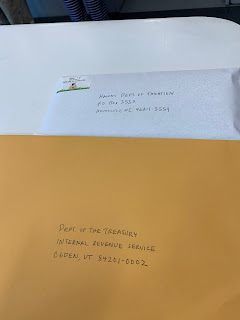 HAWAII DEPT OF TAXATION
PO BOX 3559
HONOLULU HI 96811-3559
DEPT OF THE TREASURY
INTERNAL REVENUE SERVICE
OGDEN, UT 84201-0002